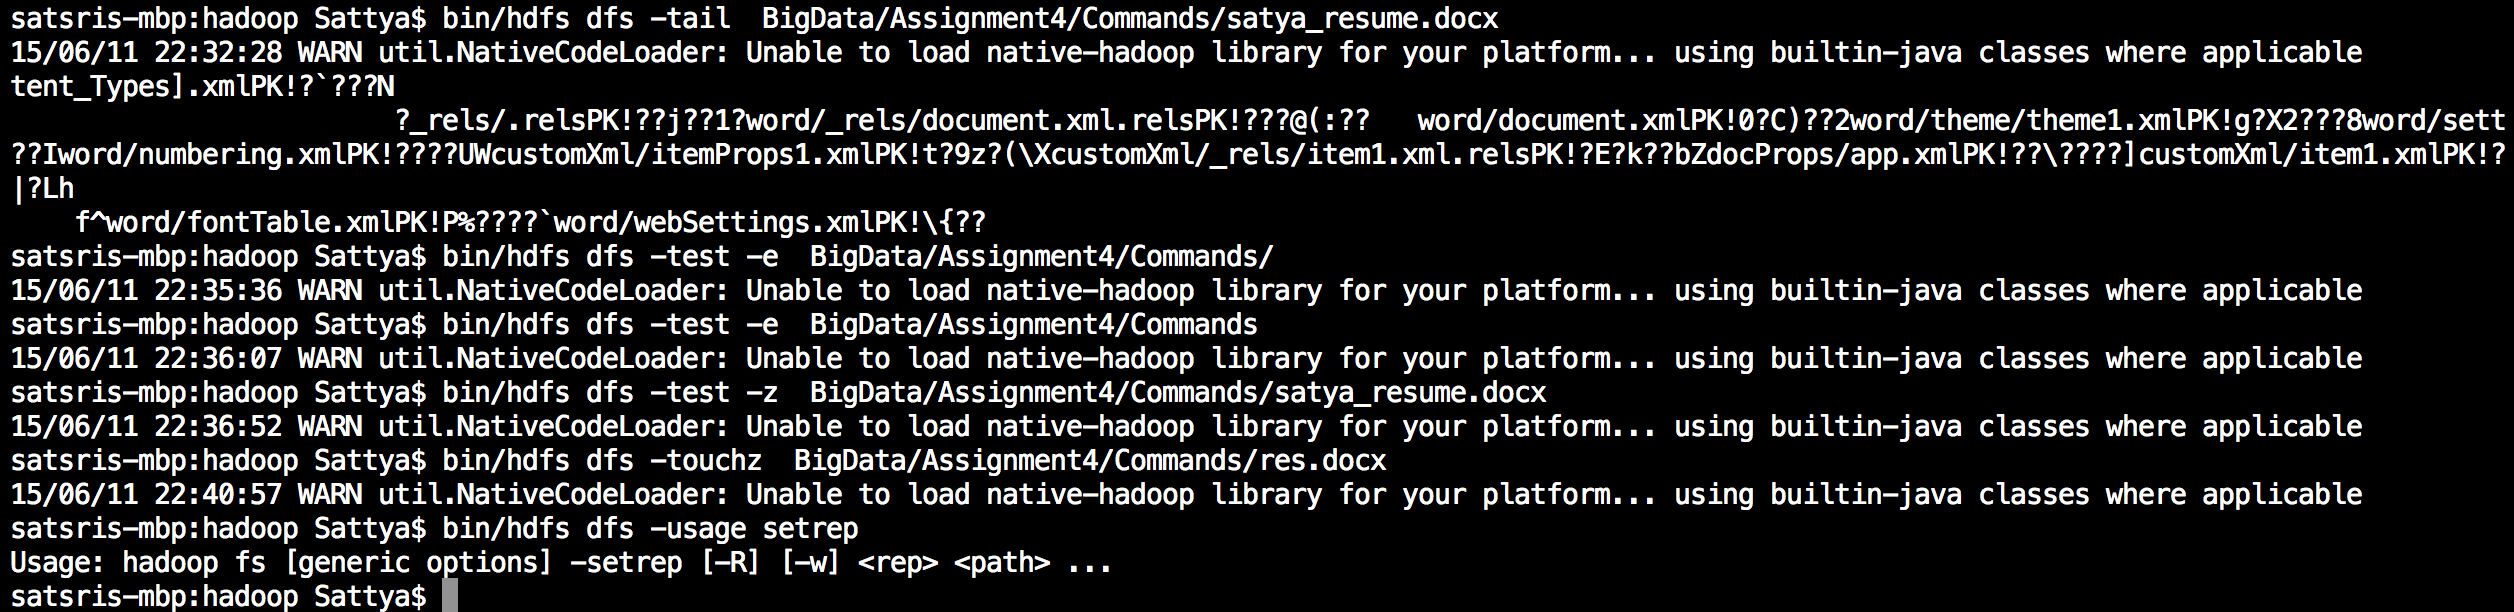 satsris-mbp:hadoop Sattya$ bin/hdfs dfs -tail  BigData/Assignment4/Commands/satya_resume.docx
15/06/11 22:32:28 WARN util.NativeCodeLoader: Unable to load native-hadoop library for your platform... using builtin-java classes where applicable
tent_Types].xmlPK!?`???N
                        ?_rels/.relsPK!??j??1?word/_rels/document.xml.relsPK!???@(:??   word/document.xmlPK!0?C)??2word/theme/theme1.xmlPK!g?X2???8word/sett
??Iword/numbering.xmlPK!????UWcustomXml/itemProps1.xmlPK!t?9z?(\XcustomXml/_rels/item1.xml.relsPK!?E?k??bZdocProps/app.xmlPK!??\????]customXml/item1.xmlPK!?
|?Lh
    f^word/fontTable.xmlPK!P%????`word/webSettings.xmlPK!\{??
satsris-mbp:hadoop Sattya$ bin/hdfs dfs -test -e  BigData/Assignment4/Commands/
15/06/11 22:35:36 WARN util.NativeCodeLoader: Unable to load native-hadoop library for your platform... using builtin-java classes where applicable
satsris-mbp:hadoop Sattya$ bin/hdfs dfs -test -e  BigData/Assignment4/Commands
15/06/11 22:36:07 WARN util.NativeCodeLoader: Unable to load native-hadoop library for your platform... using builtin-java classes where applicable
satsris-mbp:hadoop Sattya$ bin/hdfs dfs -test -z  BigData/Assignment4/Commands/satya_resume.docx
15/06/11 22:36:52 WARN util.NativeCodeLoader: Unable to load native-hadoop library for your platform... using builtin-java classes where applicable
satsris-mbp:hadoop Sattya$ bin/hdfs dfs -touchz  BigData/Assignment4/Commands/res.docx
15/06/11 22:40:57 WARN util.NativeCodeLoader: Unable to load native-hadoop library for your platform... using builtin-java classes where applicable
satsris-mbp:hadoop Sattya$ bin/hdfs dfs -usage setrep
Usage: hadoop fs [generic options] -setrep [-R] [-w] <rep> <path> ...
satsris-mbp:hadoop Sattya$